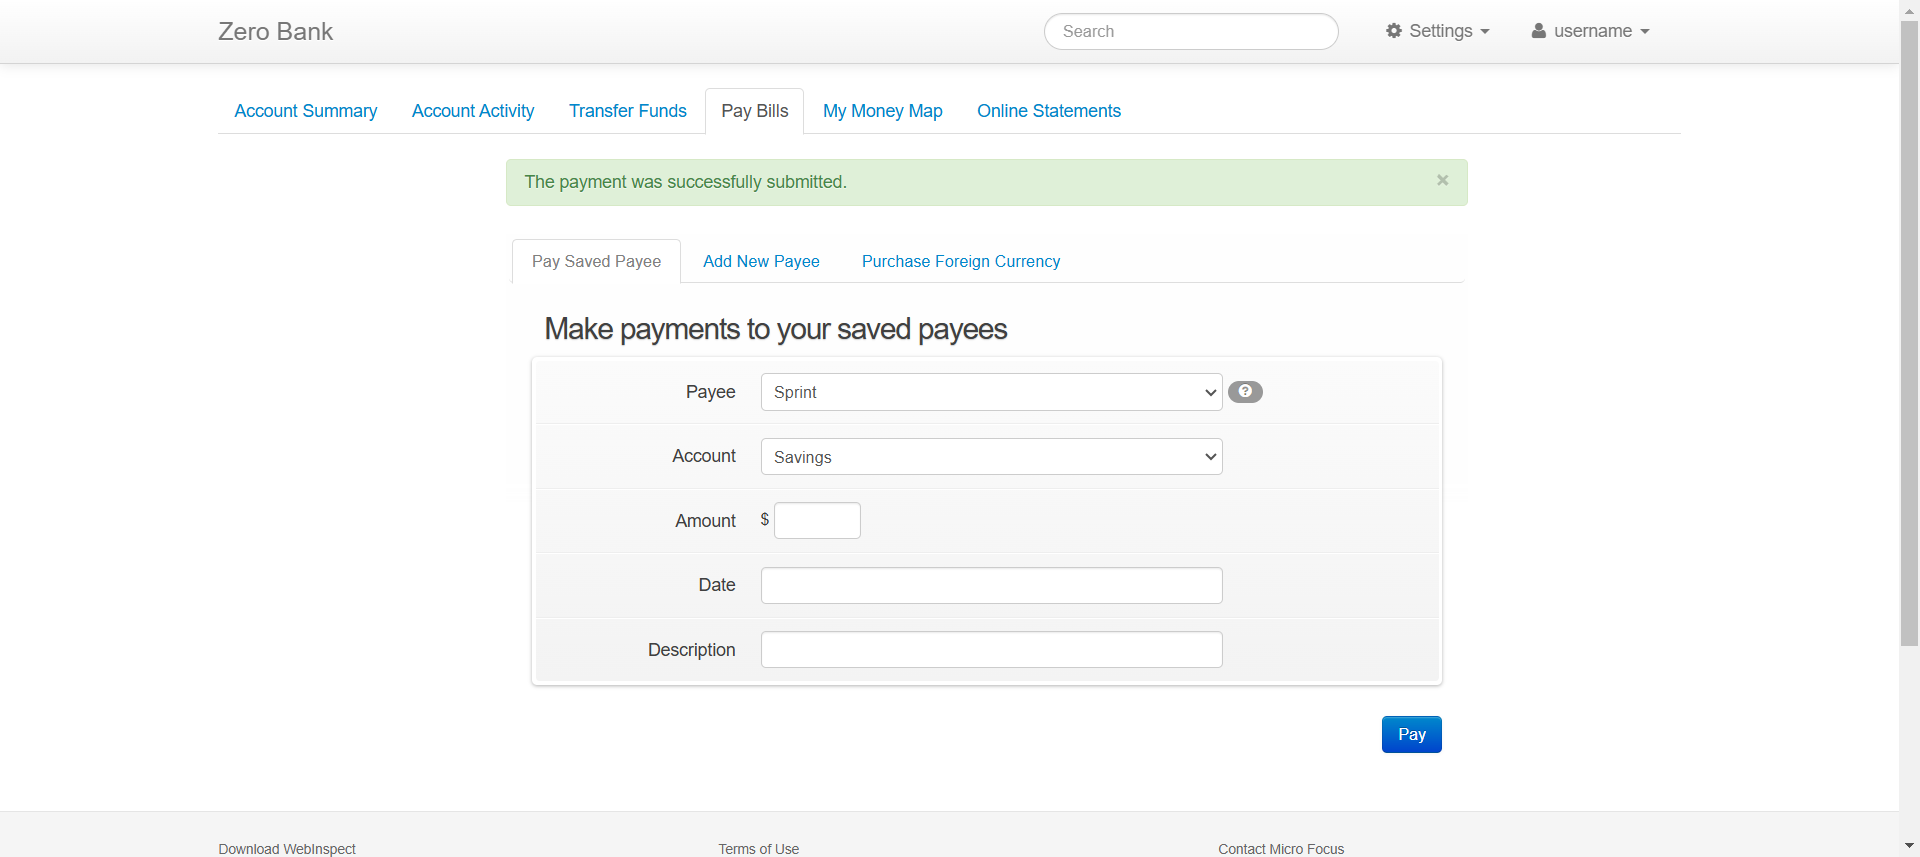 Zero Bank
Search
Settings
username
Account Summary
Account Activity
Transfer Funds
Pay Bills
My Money Map
Online Statements
The payment was successfully submitted.
×
Pay Saved Payee
Add New Payee
Purchase Foreign Currency
Make payments to your saved payees
Payee
Sprint
?
Account
Savings
Amount
$
Date
Description
Pay
Download WebInspect
Terms of Use
Contact Micro Focus